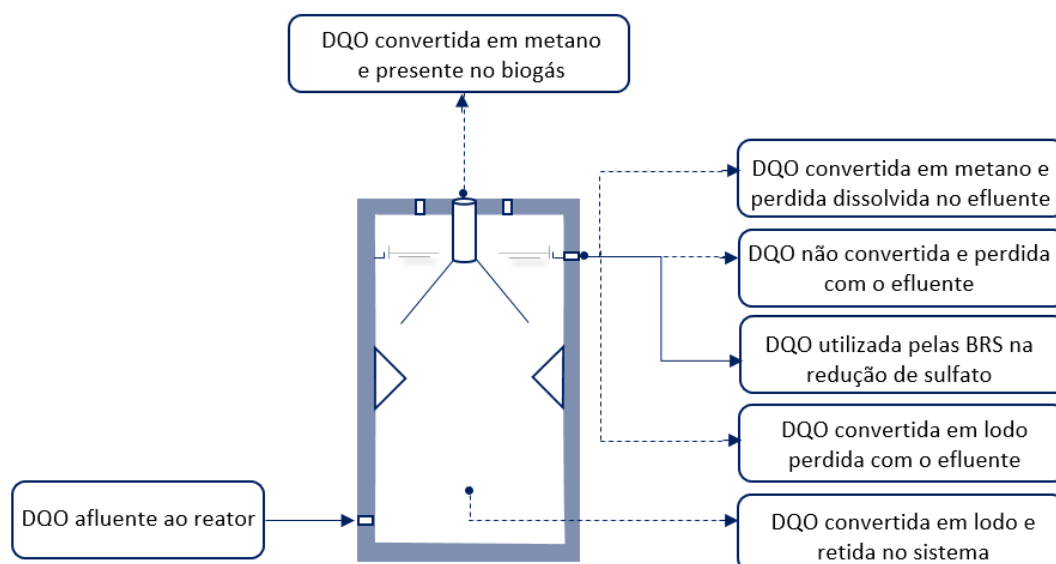 DQO convertida em metano
e presente no biogás
DQO convertida em metano e
perdida dissolvida no efluente
DQO não convertida e perdida
com o efluente
DQO utilizada pelas BRS na
redução de sulfato
DQO convertida em lodo
perdida com o efluente
DQO afluente ao reator
DQO convertida em lodo e
retida no sistema